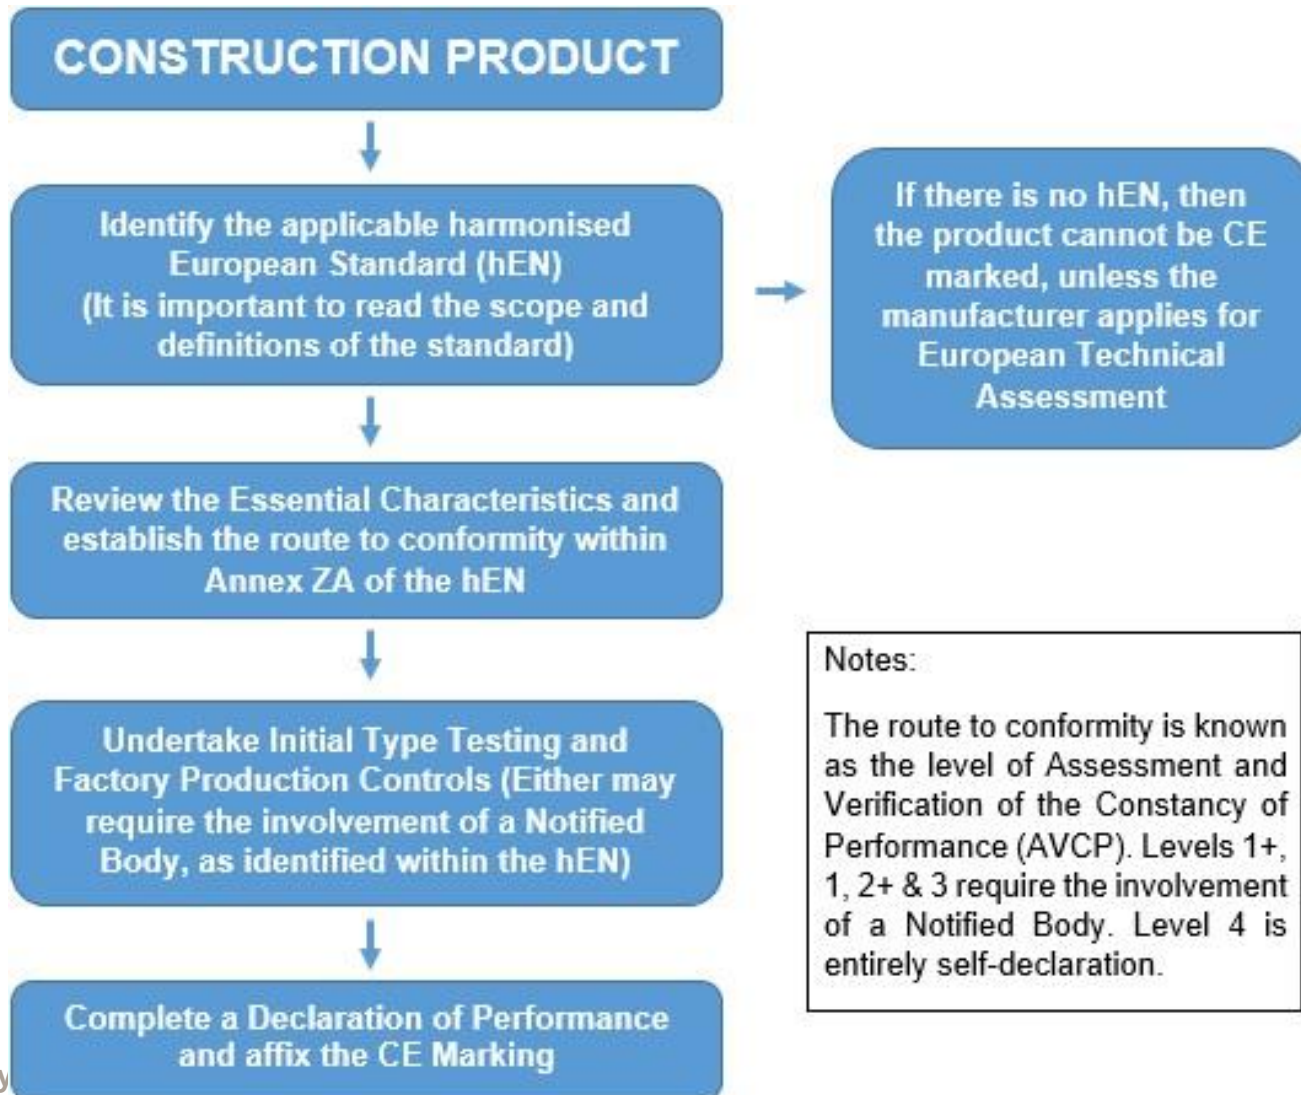 CONSTRUCTION PRODUCT
Identify the applicable harmonised
European Standard (hEN)
(It is important to read the scope and
definitions of the standard)
If there is no hEN, then
the product cannot be CE
marked, unless the
manufacturer applies for
European Technical
Assessment
Review the Essential Characteristics and
establish the route to conformity within
Annex ZA of the hEN
Undertake Initial Type Testing and
Factory Production Controls (Either may
require the involvement of a Notified
Body, as identified within the hEN)
Complete a Declaration of Performance
and affix the CE Marking
Notes:
The route to conformity is known
as the level of Assessment and
Verification of the Constancy of
Performance (AVCP). Levels 1+,
1, 2+ & 3 require the involvement
of a Notified Body. Level 4 is
entirely self-declaration.